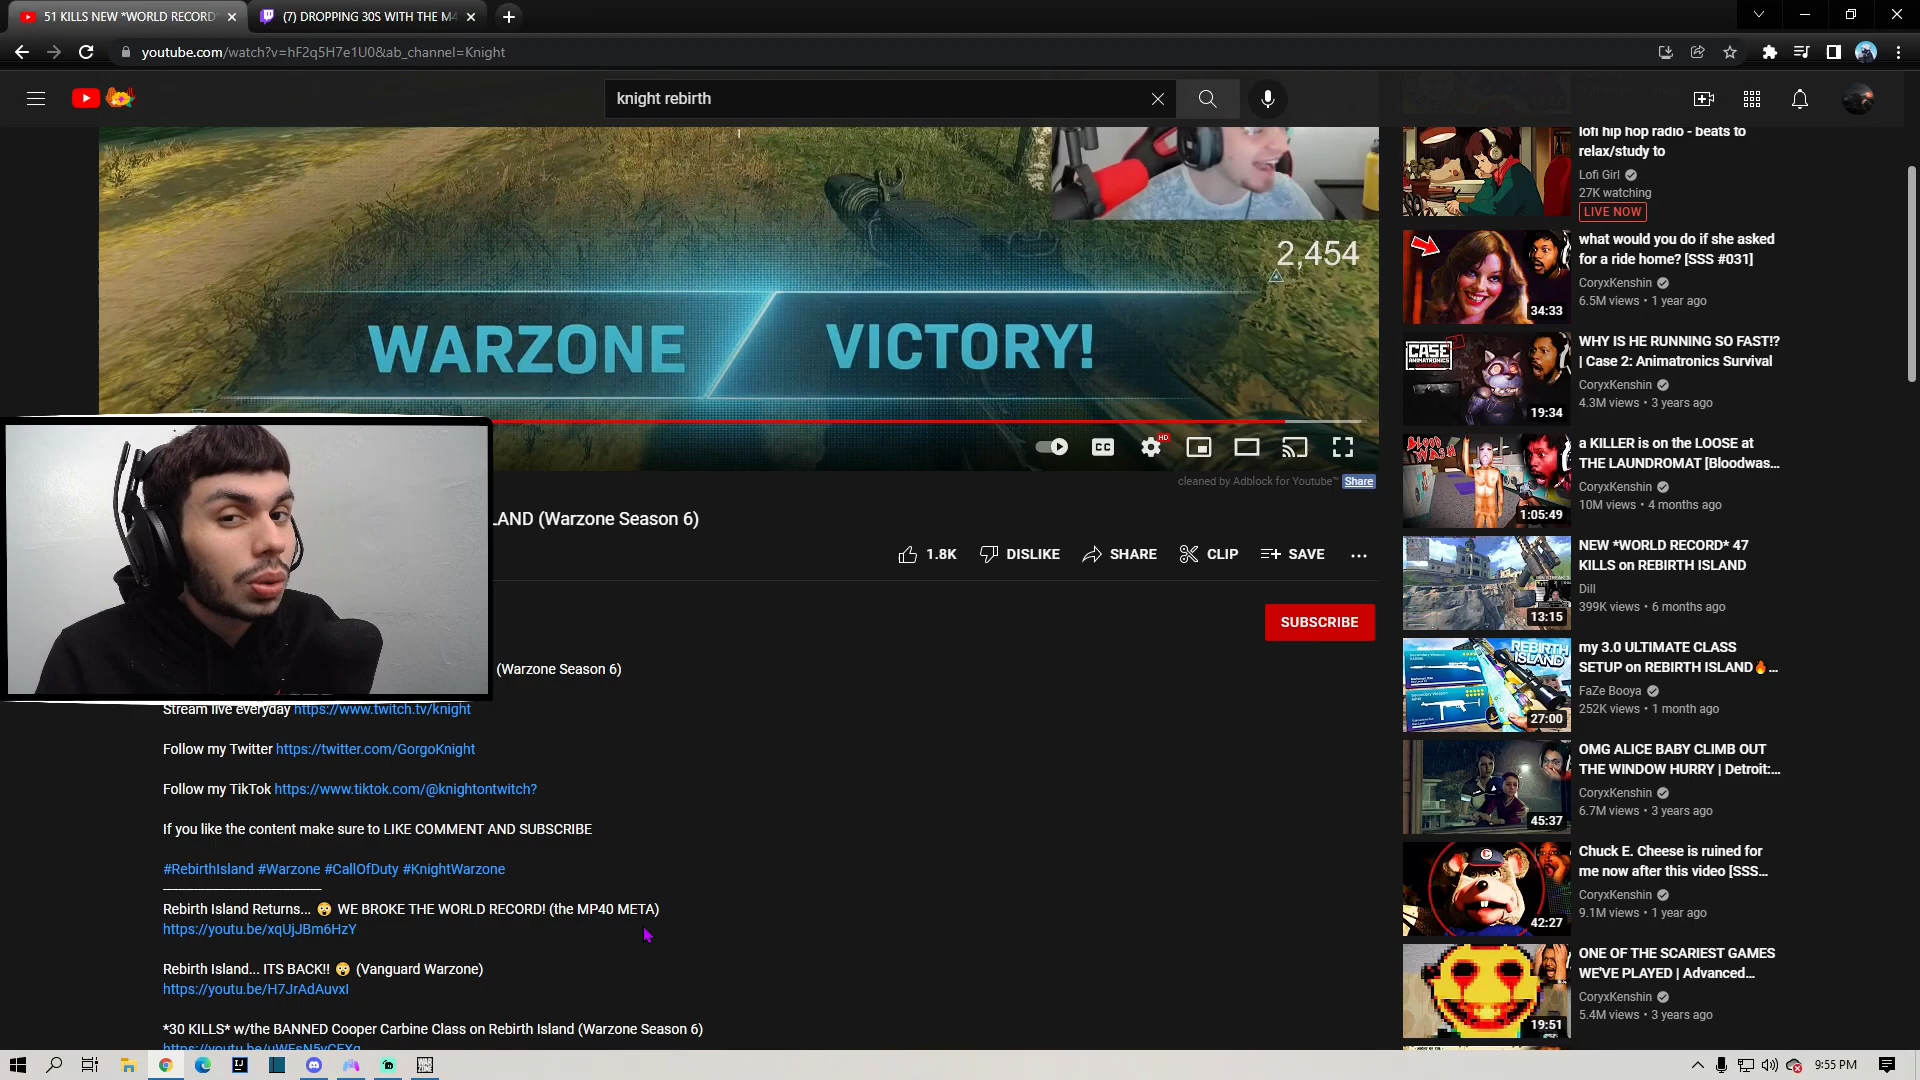 51 KILLS NEW *WORLD RECORD*
(7) DROPPING 30S WITH THE M4
youtube.com/watch?v=hF2q5H7e1U0&ab_channel=Knight
knight rebirth
2,454
WARZONE VICTORY!
CC
HD
cleaned by Adblock for Youtube™ Share
LAND (Warzone Season 6)
1.8K DISLIKE SHARE CLIP SAVE ...
SUBSCRIBE
(Warzone Season 6)
Stream live everyday https://www.twitch.tv/knight
Follow my Twitter https://twitter.com/GorgoKnight
Follow my TikTok https://www.tiktok.com/@knightontwitch?
If you like the content make sure to LIKE COMMENT AND SUBSCRIBE
#RebirthIsland #Warzone #CallOfDuty #KnightWarzone
Rebirth Island Returns... 😲 WE BROKE THE WORLD RECORD! (the MP40 META)
https://youtu.be/xqUjJBm6HzY
Rebirth Island... ITS BACK!! 😲 (Vanguard Warzone)
https://youtu.be/H7JrAdAuvxI
*30 KILLS* w/the BANNED Cooper Carbine Class on Rebirth Island (Warzone Season 6)
https://youtu.be/uWFsN5vCFXg
lofi hip hop radio - beats to
relax/study to
Lofi Girl
27K watching
LIVE NOW
34:33
what would you do if she asked
for a ride home? [SSS #031]
CoryxKenshin
6.5M views • 1 year ago
CASE
ANIMATRONICS
19:34
WHY IS HE RUNNING SO FAST!?
| Case 2: Animatronics Survival
CoryxKenshin
4.3M views • 3 years ago
BLOOD
WASH
1:05:49
a KILLER is on the LOOSE at
THE LAUNDROMAT [Bloodwas...
CoryxKenshin
10M views • 4 months ago
13:15
NEW *WORLD RECORD* 47
KILLS on REBIRTH ISLAND
Dill
399K views • 6 months ago
REBIRTH
ISLAND
27:00
my 3.0 ULTIMATE CLASS
SETUP on REBIRTH ISLAND🔥...
FaZe Booya
252K views • 1 month ago
45:37
OMG ALICE BABY CLIMB OUT
THE WINDOW HURRY | Detroit:...
CoryxKenshin
6.7M views • 3 years ago
42:27
Chuck E. Cheese is ruined for
me now after this video [SSS...
CoryxKenshin
9.1M views • 1 year ago
19:51
ONE OF THE SCARIEST GAMES
WE'VE PLAYED | Advanced...
CoryxKenshin
5.4M views • 3 years ago
9:55 PM